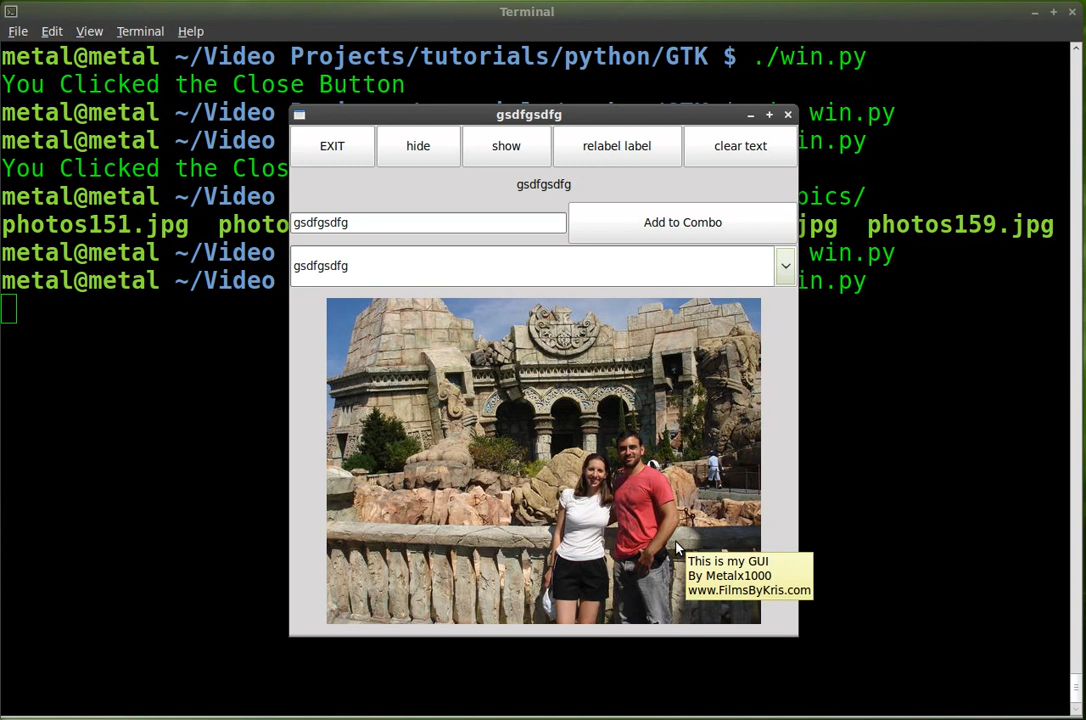 Terminal
File Edit View Terminal Help
metal@metal ~/Video Projects/tutorials/python/GTK $ ./win.py
You Clicked the Close Button
metal@metal ~/Video win.py
metal@metal ~/Video in.py
You Clicked the Clos
metal@metal ~/Video pics/
photos151.jpg photo jpg photos159.jpg
metal@metal ~/Video win.py
metal@metal ~/Video in.py
gsdfgsdfg
EXIT hide show relabel label clear text
gsdfgsdfg
gsdfgsdfg Add to Combo
gsdfgsdfg
This is my GUI
By Metalx1000
www.FilmsByKris.com